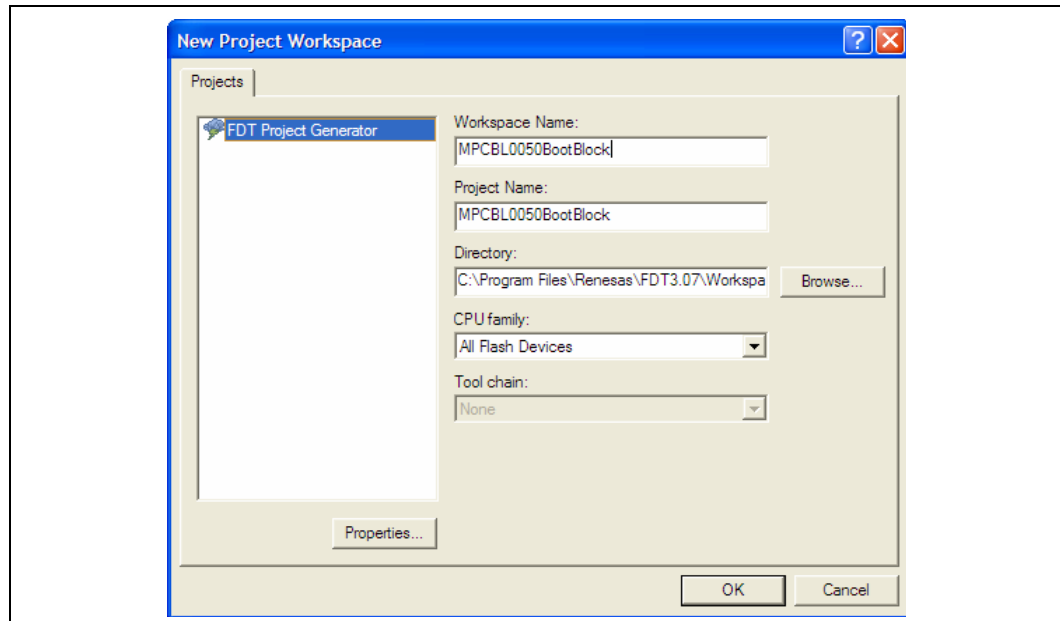 New Project Workspace
Projects
FDT Project Generator
Workspace Name:
MPCBL0050BootBlock
Project Name:
MPCBL0050BootBlock
Directory:
C:\Program Files\Renesas\FDT3.07\Workspa
Browse...
CPU family:
All Flash Devices
Tool chain:
None
Properties...
OK
Cancel